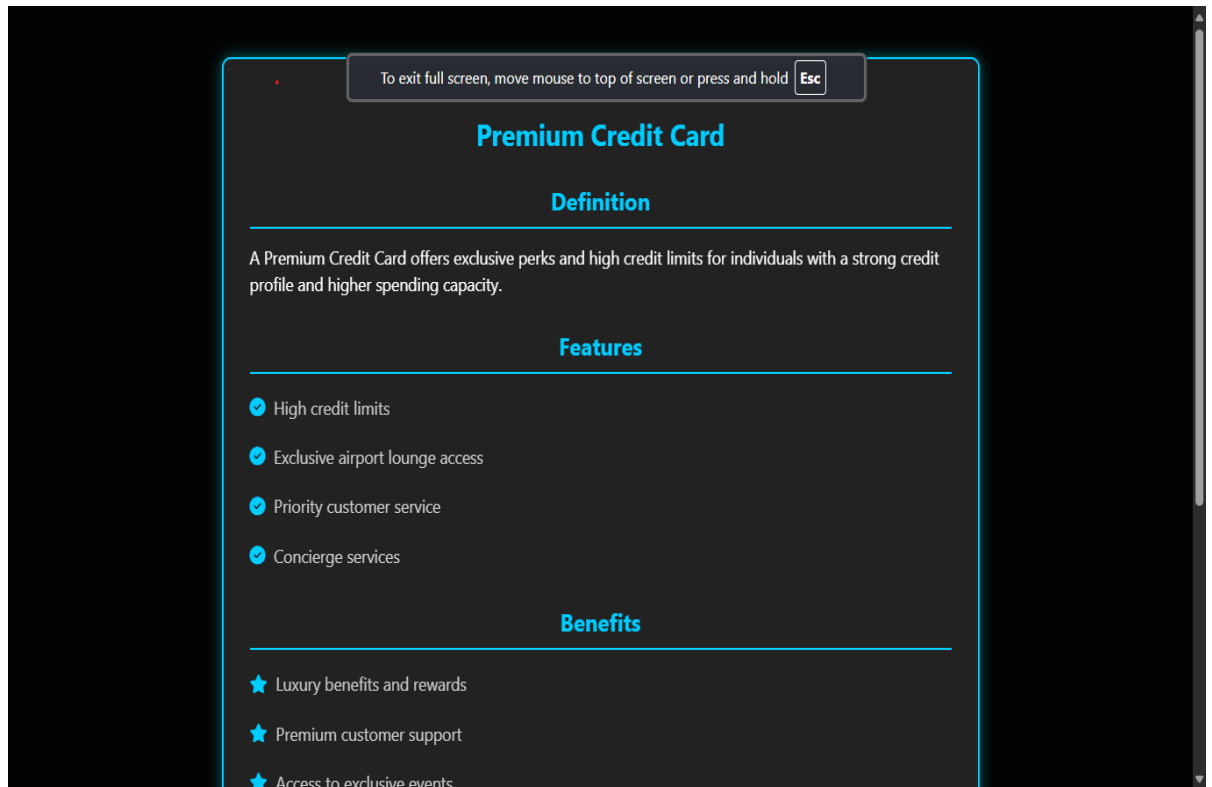 To exit full screen, move mouse to top of screen or press and hold Esc
Premium Credit Card
Definition
A Premium Credit Card offers exclusive perks and high credit limits for individuals with a strong credit
profile and higher spending capacity.
Features
High credit limits
Exclusive airport lounge access
Priority customer service
Concierge services
Benefits
Luxury benefits and rewards
Premium customer support
Access to exclusive events